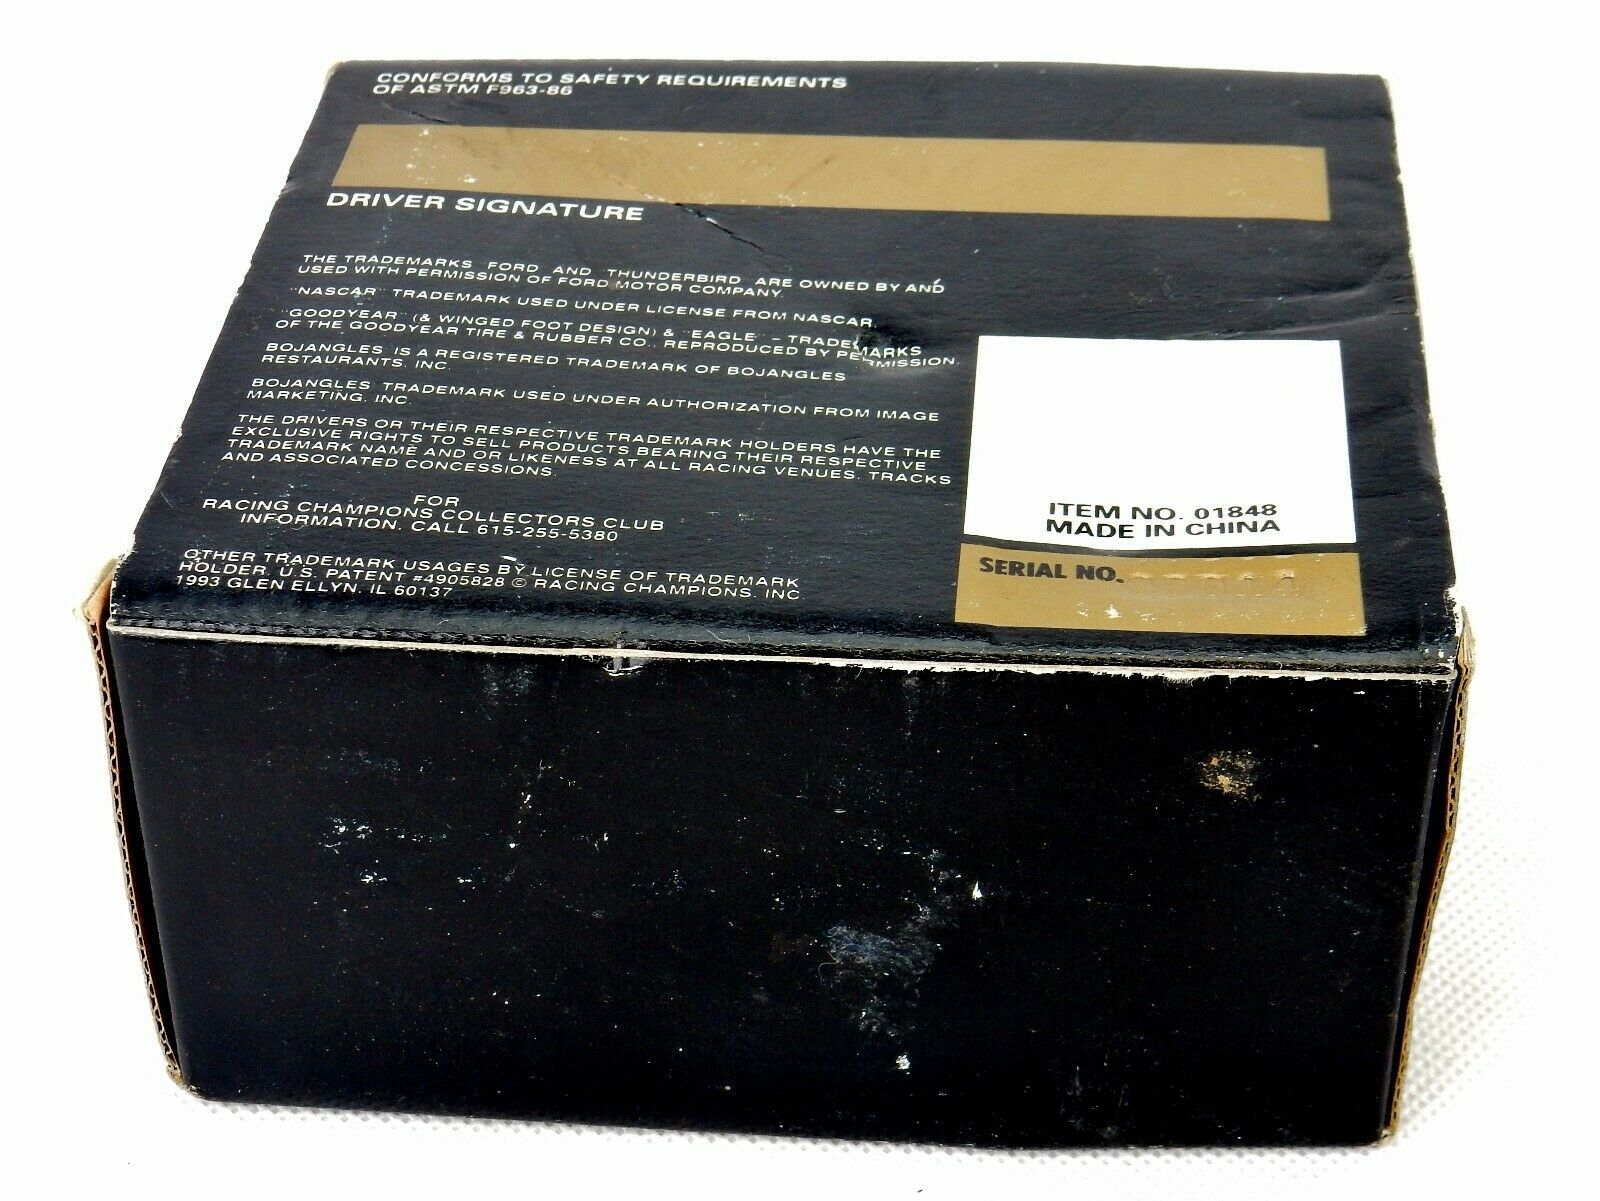 CONFORMS TO SAFETY REQUIREMENTS
OF ASTM F963-86
DRIVER SIGNATURE
THE TRADEMARKS "FORD" AND "THUNDERBIRD" ARE OWNED BY AND
USED WITH PERMISSION OF FORD MOTOR COMPANY.
"NASCAR" TRADEMARK USED UNDER LICENSE FROM NASCAR.
"GOODYEAR" (& WINGED FOOT DESIGN) & "EAGLE" - TRADEMARKS
OF THE GOODYEAR TIRE & RUBBER CO., REPRODUCED BY PERMISSION.
BOJANGLES' IS A REGISTERED TRADEMARK OF BOJANGLES
RESTAURANTS, INC.
BOJANGLES TRADEMARK USED UNDER AUTHORIZATION FROM IMAGE
MARKETING, INC.
THE DRIVERS OR THEIR RESPECTIVE TRADEMARK HOLDERS HAVE THE
EXCLUSIVE RIGHTS TO SELL PRODUCTS BEARING THEIR RESPECTIVE
TRADEMARK NAME AND OR LIKENESS AT ALL RACING VENUES, TRACKS
AND ASSOCIATED CONCESSIONS.
FOR
RACING CHAMPIONS COLLECTORS CLUB
INFORMATION, CALL 615-255-5380
OTHER TRADEMARK USAGES BY LICENSE OF TRADEMARK
HOLDER. U.S. PATENT #4905828 © RACING CHAMPIONS, INC.
1993 GLEN ELLYN, IL 60137
ITEM NO. 01848
MADE IN CHINA
SERIAL NO.